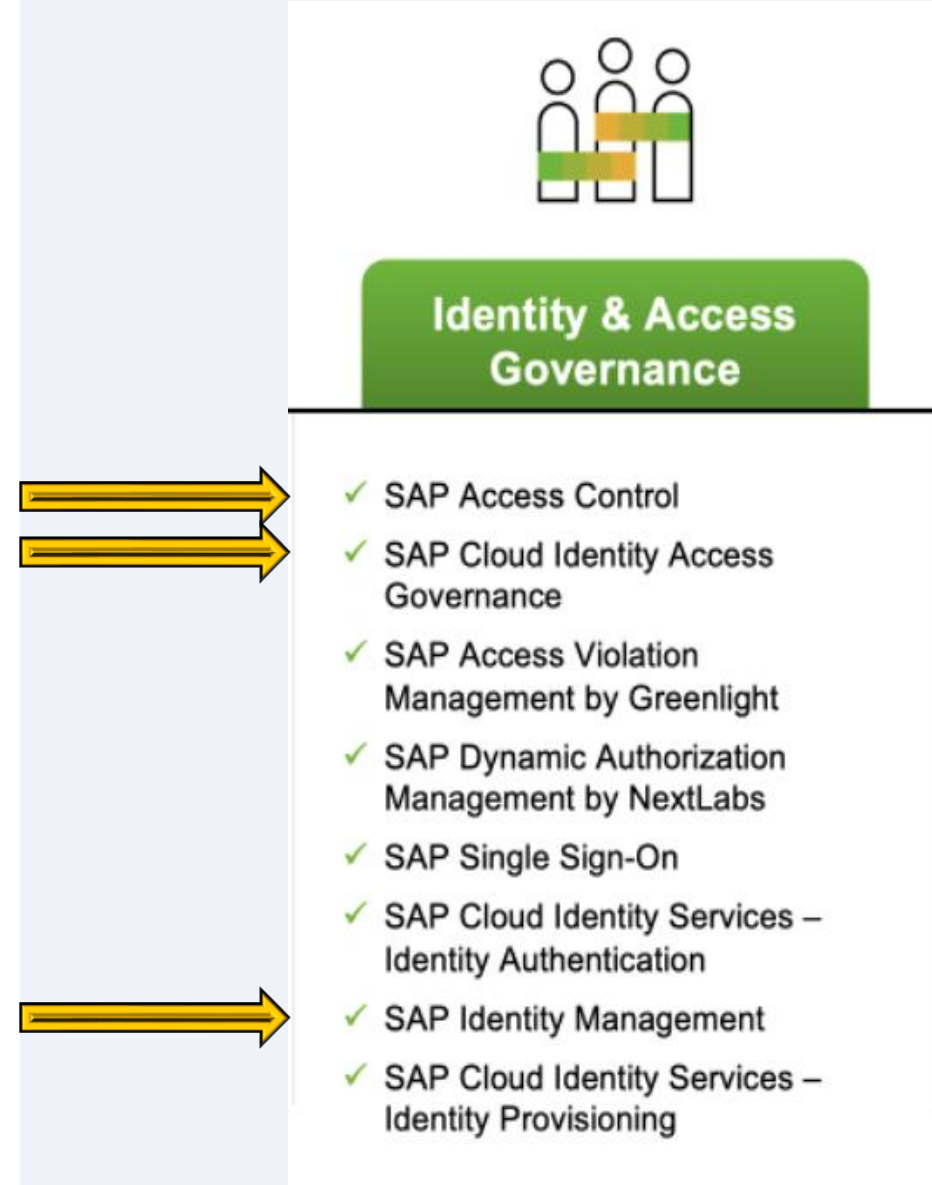 Identity & Access
Governance
SAP Access Control
SAP Cloud Identity Access
Governance
SAP Access Violation
Management by Greenlight
SAP Dynamic Authorization
Management by NextLabs
SAP Single Sign-On
SAP Cloud Identity Services –
Identity Authentication
SAP Identity Management
SAP Cloud Identity Services –
Identity Provisioning